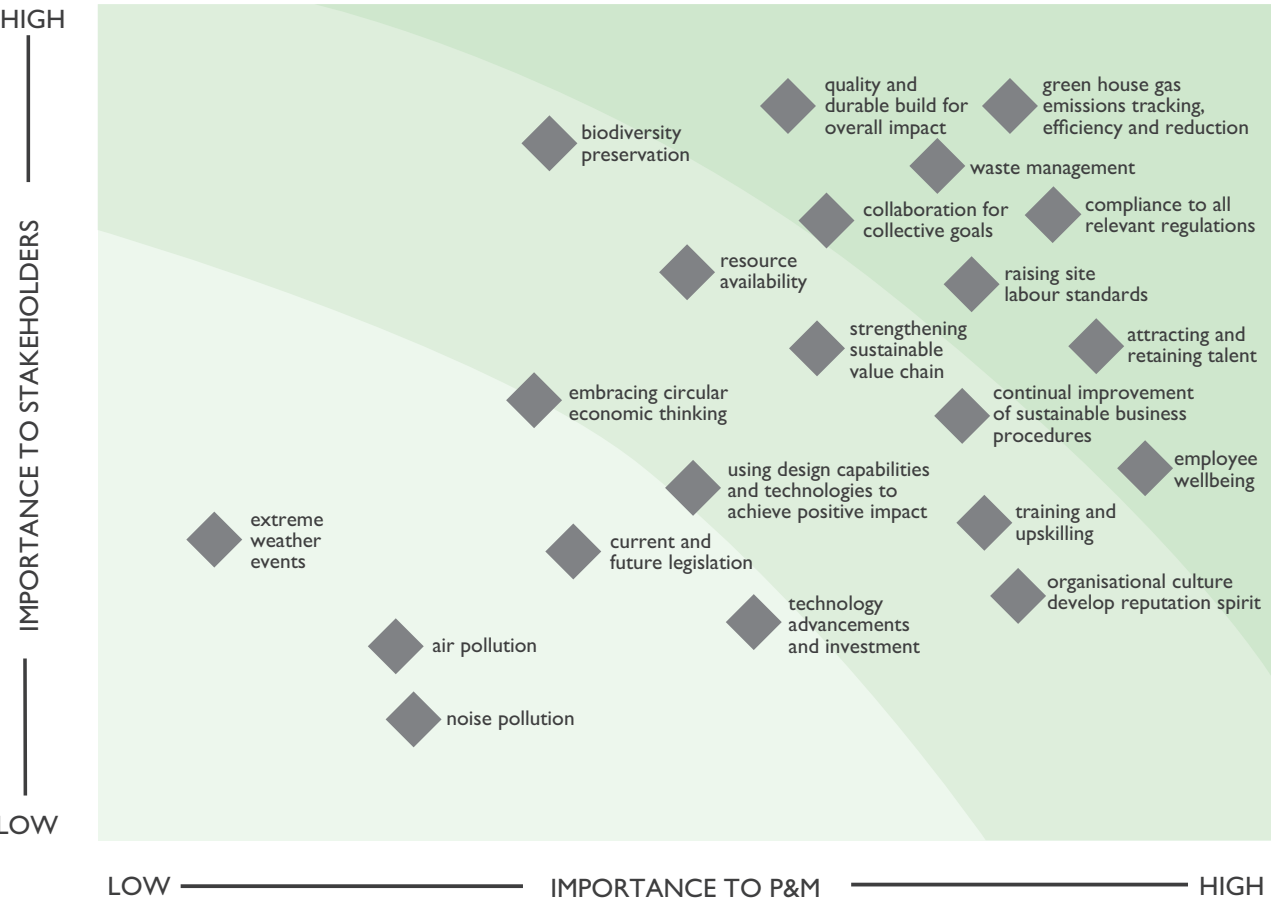 HIGH
IMPORTANCE TO STAKEHOLDERS
LOW
quality and
durable build for
overall impact
green house gas
emissions tracking,
efficiency and reduction
biodiversity
preservation
waste management
collaboration for
collective goals
compliance to all
relevant regulations
resource
availability
raising site
labour standards
strengthening
sustainable
value chain
attracting and
retaining talent
embracing circular
economic thinking
continual improvement
of sustainable business
procedures
employee
wellbeing
using design capabilities
and technologies to
achieve positive impact
training and
upskilling
extreme
weather
events
current and
future legislation
organisational culture
develop reputation spirit
technology
advancements
and investment
air pollution
noise pollution
LOW
IMPORTANCE TO P&M
HIGH